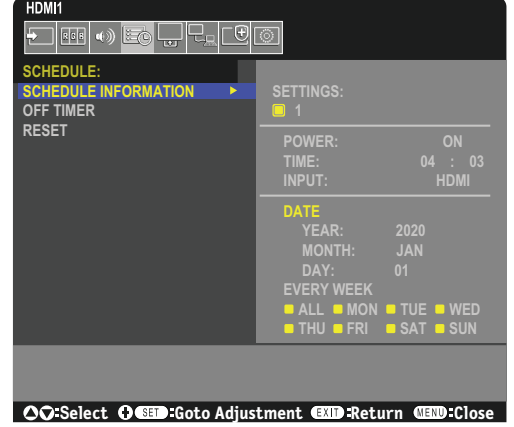 HDMI1
R G B
SCHEDULE:
SCHEDULE INFORMATION
OFF TIMER
RESET
SETTINGS:
1
POWER: ON
TIME: 04 : 03
INPUT: HDMI
DATE
YEAR: 2020
MONTH: JAN
DAY: 01
EVERY WEEK
ALL MON TUE WED
THU FRI SAT SUN
:Select SET :Goto Adjustment EXIT :Return MENU :Close